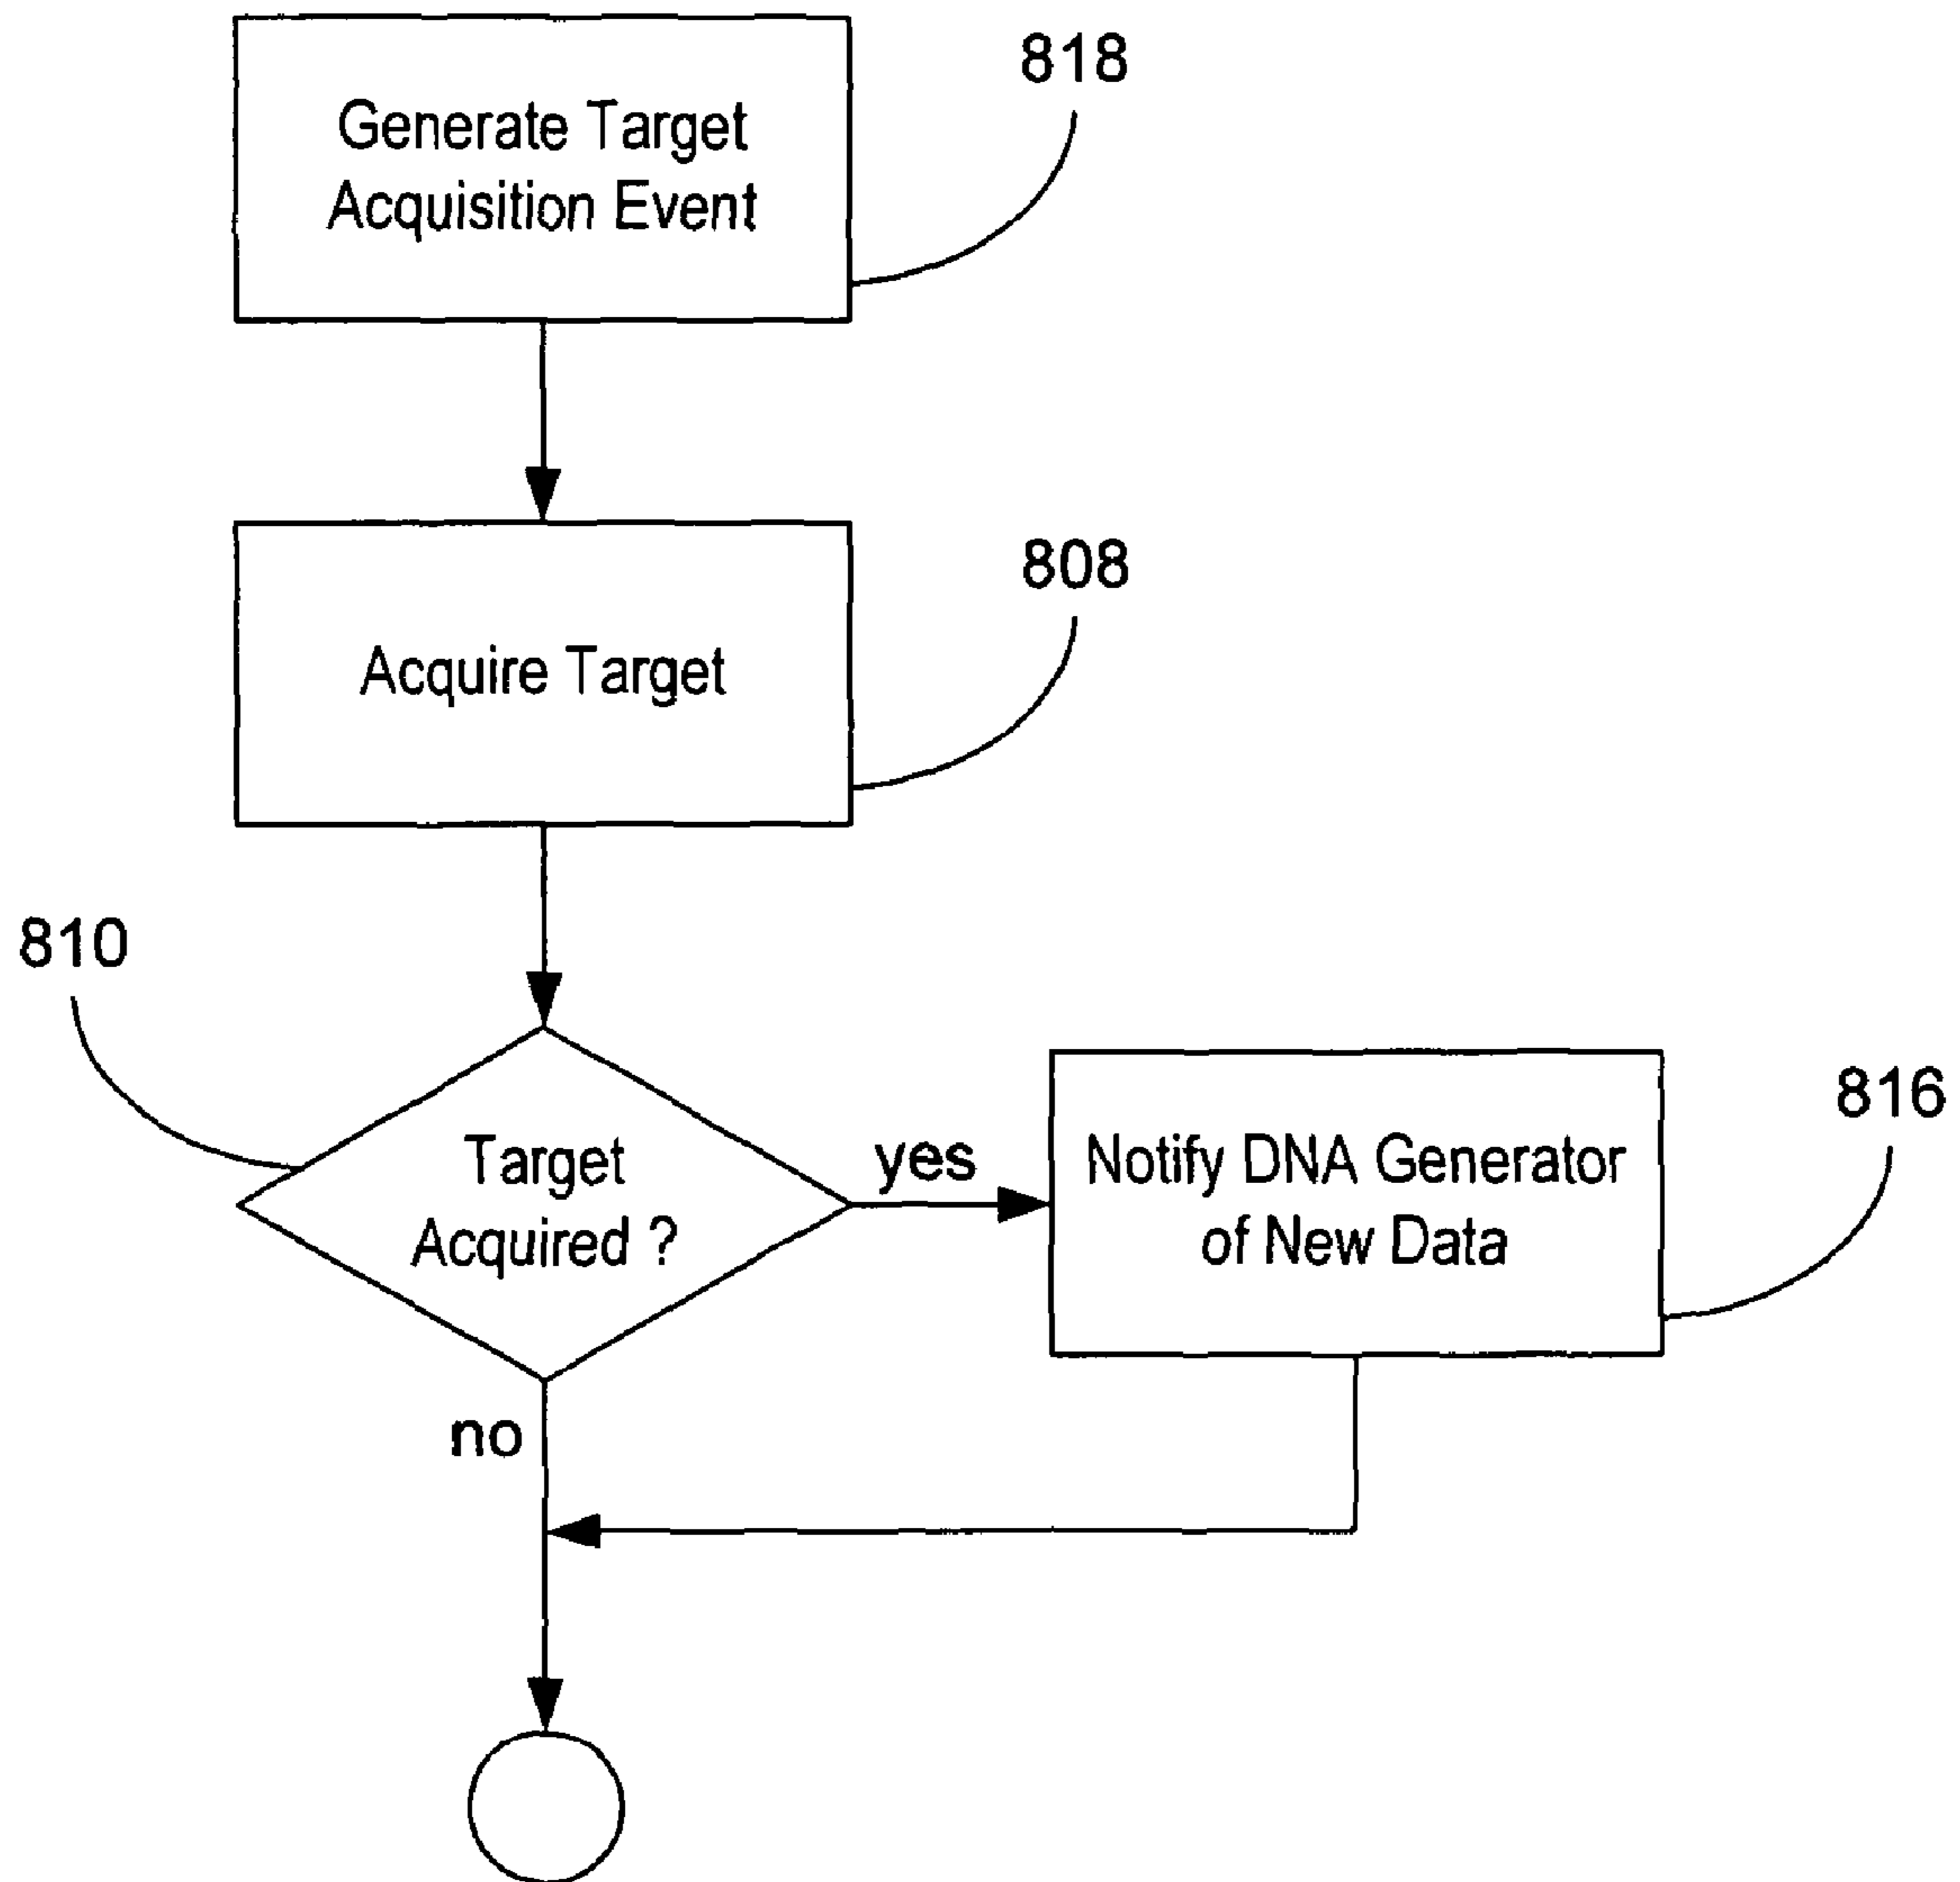 818
Generate Target
Acquisition Event
808
Acquire Target
810
Target
Acquired ?
yes
Notify DNA Generator
of New Data
816
no